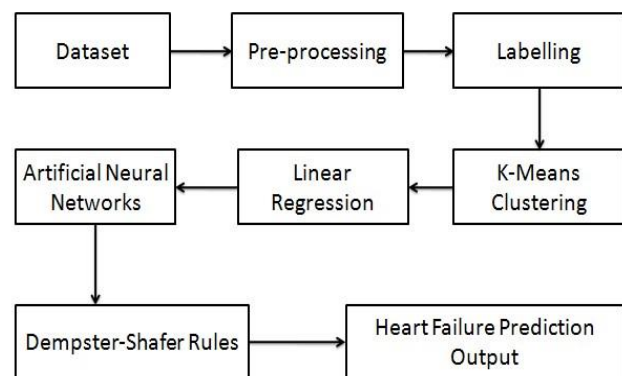 Dataset
Pre-processing
Labelling
K-Means
Clustering
Linear
Regression
Artificial Neural
Networks
Dempster-Shafer Rules
Heart Failure Prediction
Output